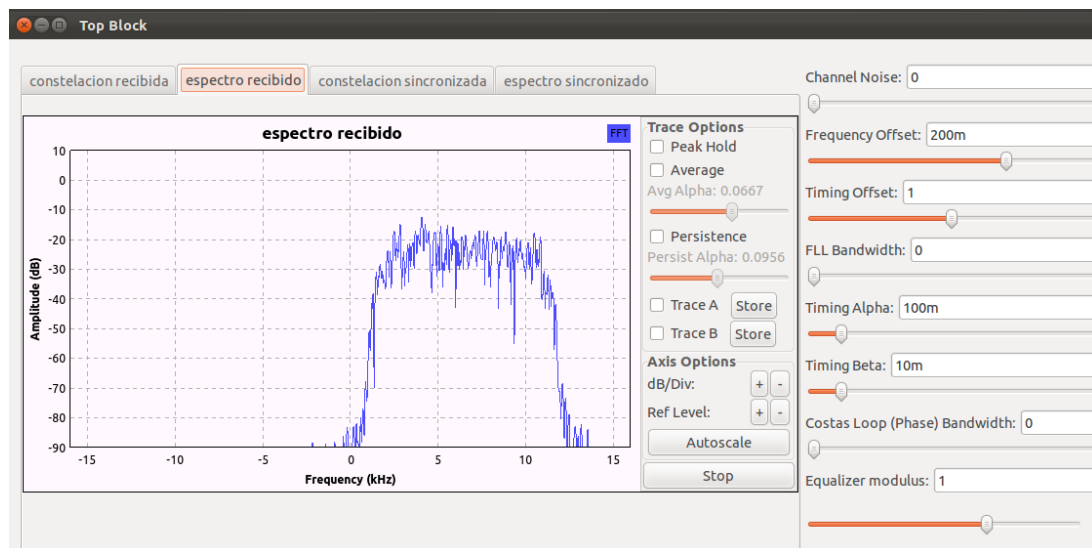 Top Block
constelacion recibida espectro recibido constelacion sincronizada espectro sincronizado
espectro recibido
FFT
10
0
-10
-20
-30
-40
-50
-60
-70
-80
-90
Amplitude (dB)
-15 -10 -5 0 5 10 15
Frequency (kHz)
Trace Options
Peak Hold
Average
Avg Alpha: 0.0667
Persistence
Persist Alpha: 0.0956
Trace A Store
Trace B Store
Axis Options
dB/Div: + -
Ref Level: + -
Autoscale
Stop
Channel Noise: 0
Frequency Offset: 200m
Timing Offset: 1
FLL Bandwidth: 0
Timing Alpha: 100m
Timing Beta: 10m
Costas Loop (Phase) Bandwidth: 0
Equalizer modulus: 1